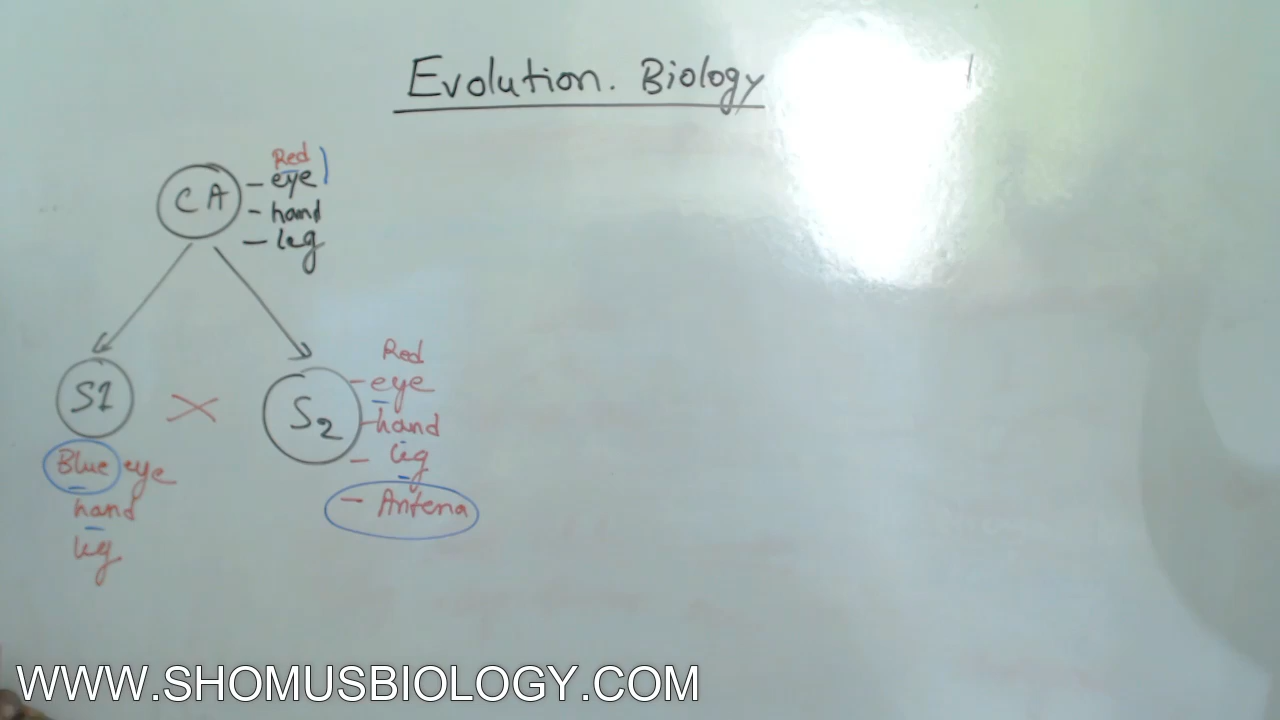 Evolution. Biology
CA
Red
- eye
- hand
- leg
S1
Blue eye
hand
leg
S2
Red
- eye
- hand
- leg
- Antena
WWW.SHOMUSBIOLOGY.COM